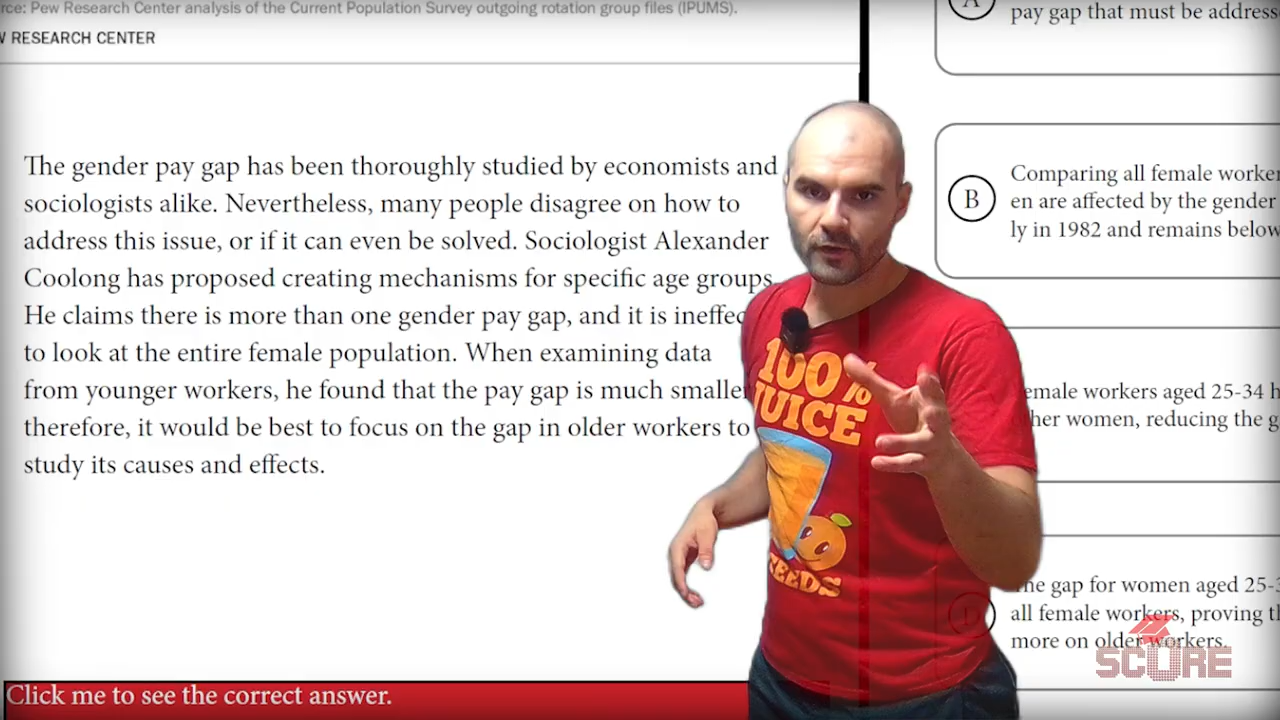 rce: Pew Research Center analysis of the Current Population Survey outgoing rotation group files (IPUMS).
W RESEARCH CENTER
The gender pay gap has been thoroughly studied by economists and
sociologists alike. Nevertheless, many people disagree on how to
address this issue, or if it can even be solved. Sociologist Alexander
Coolong has proposed creating mechanisms for specific age groups.
He claims there is more than one gender pay gap, and it is ineffec
to look at the entire female population. When examining data
from younger workers, he found that the pay gap is much smaller
therefore, it would be best to focus on the gap in older workers to
study its causes and effects.
Click me to see the correct answer.
100%
JUICE
A
pay gap that must be address
B
Comparing all female worker
en are affected by the gender
ly in 1982 and remains below
emale workers aged 25-34 h
her women, reducing the g
D
he gap for women aged 25-3
all female workers, proving th
more on older workers.
SCORE